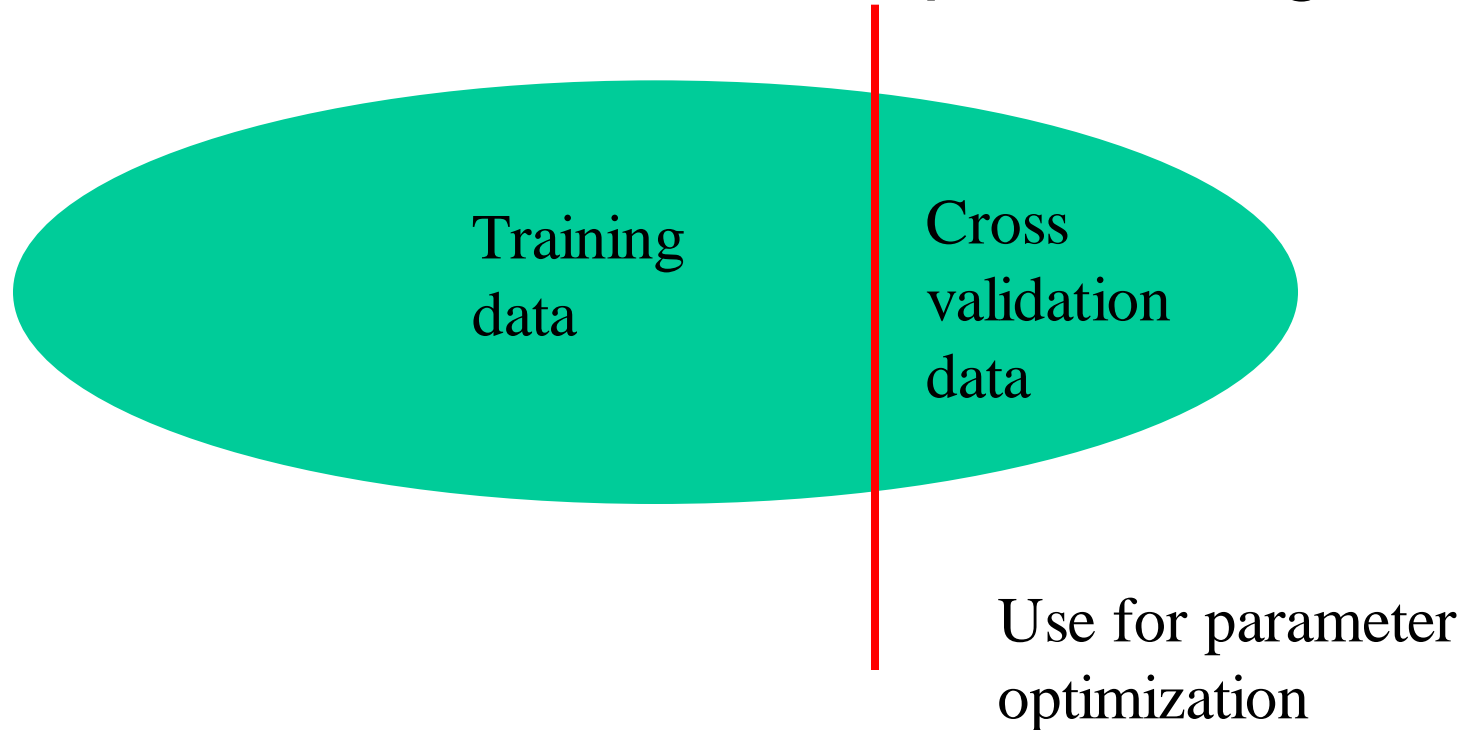 Training
data
Cross
validation
data
Use for parameter
optimization